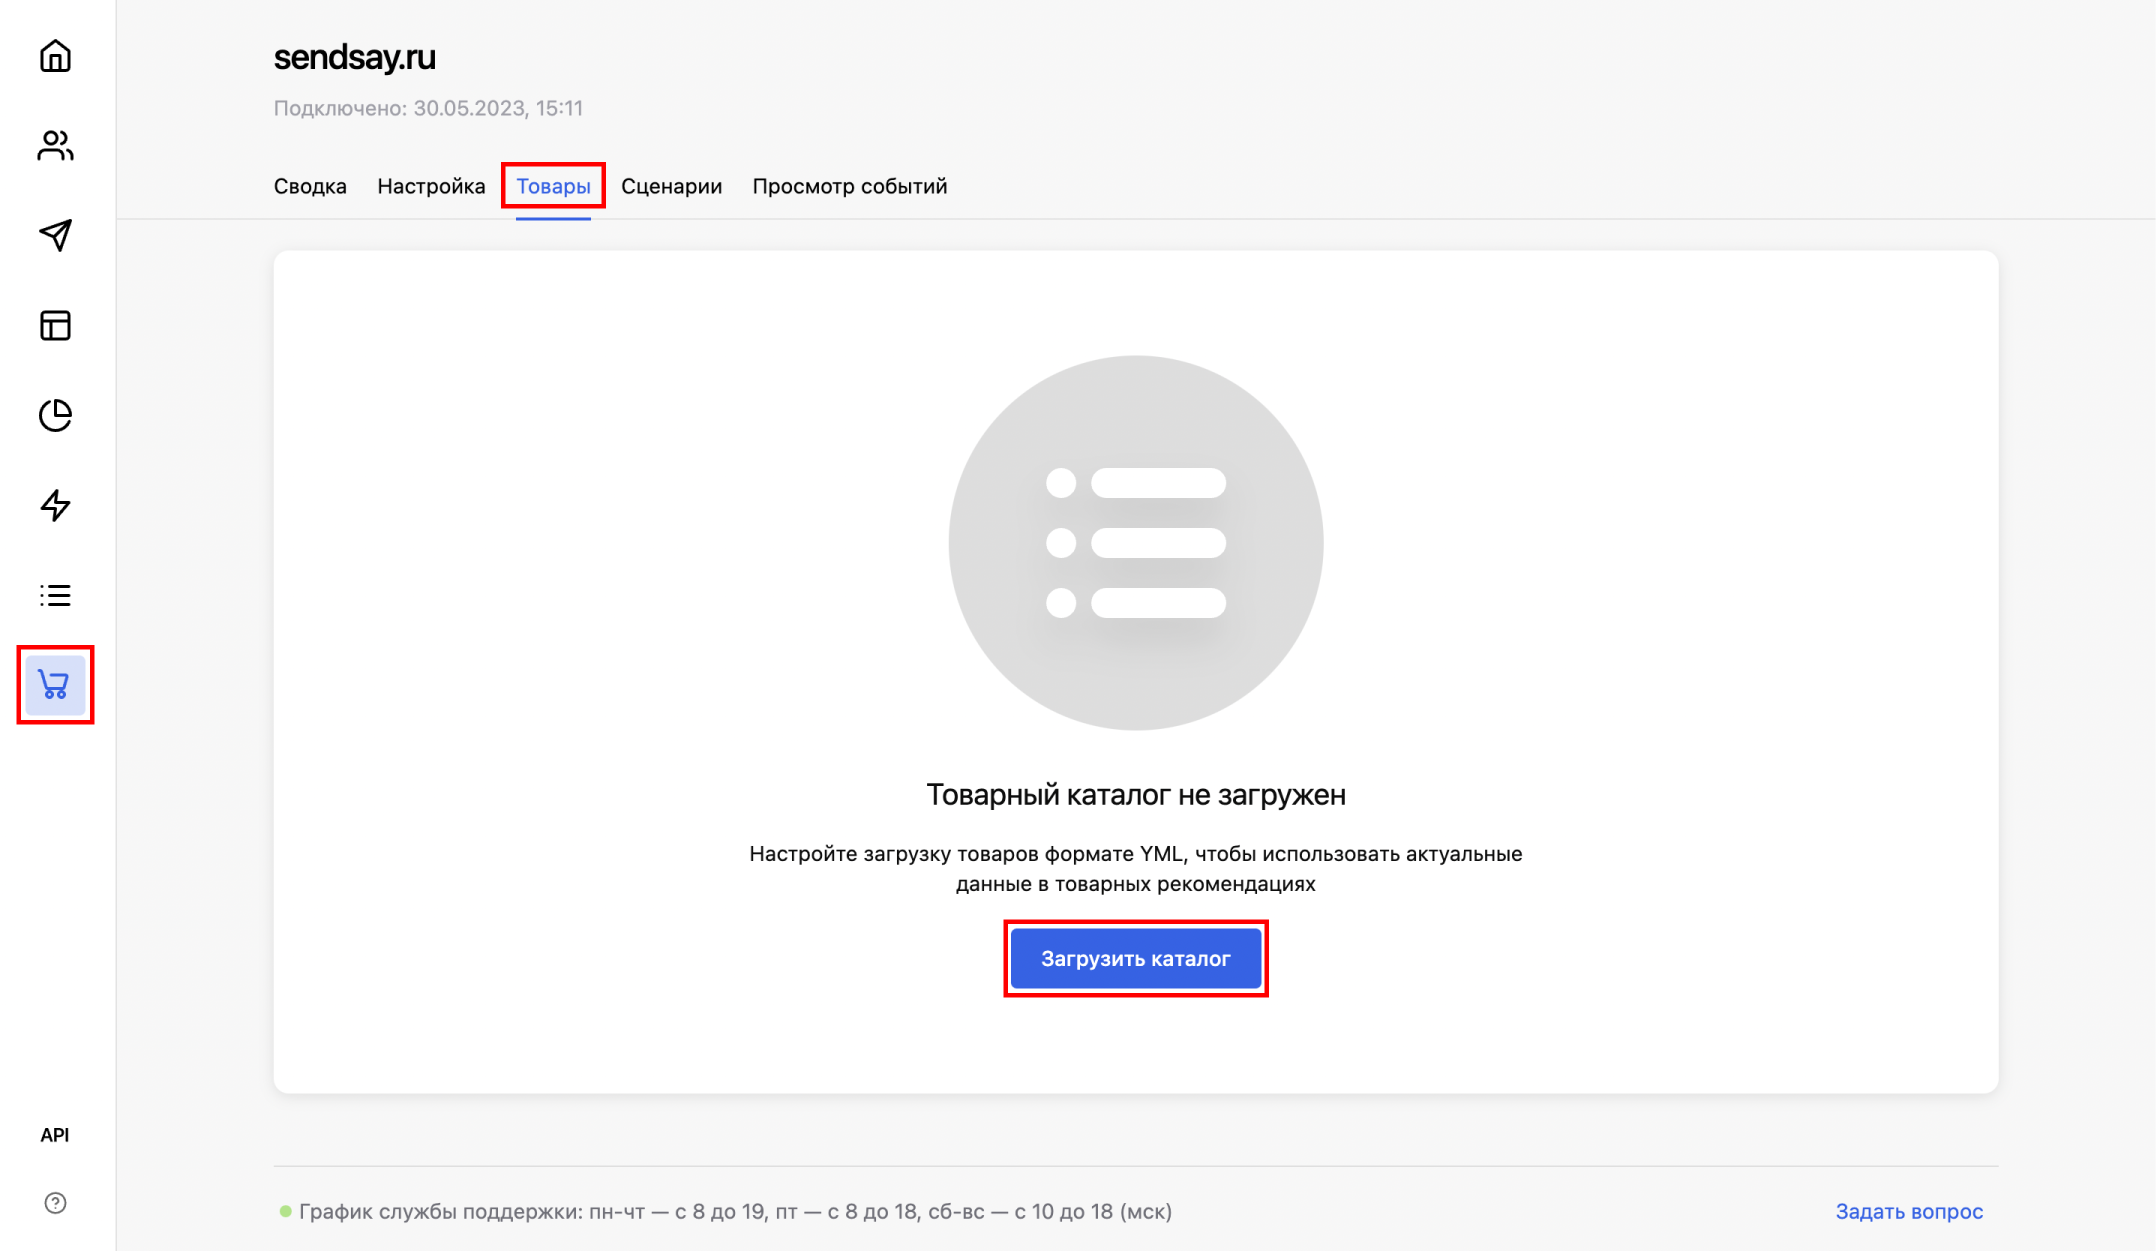 sendsay.ru
Подключено: 30.05.2023, 15:11
Сводка Настройка Товары Сценарии Просмотр событий
Товарный каталог не загружен
Настройте загрузку товаров формате YML, чтобы использовать актуальные
данные в товарных рекомендациях
Загрузить каталог
API
График службы поддержки: пн-чт — с 8 до 19, пт — с 8 до 18, сб-вс — с 10 до 18 (мск)
Задать вопрос